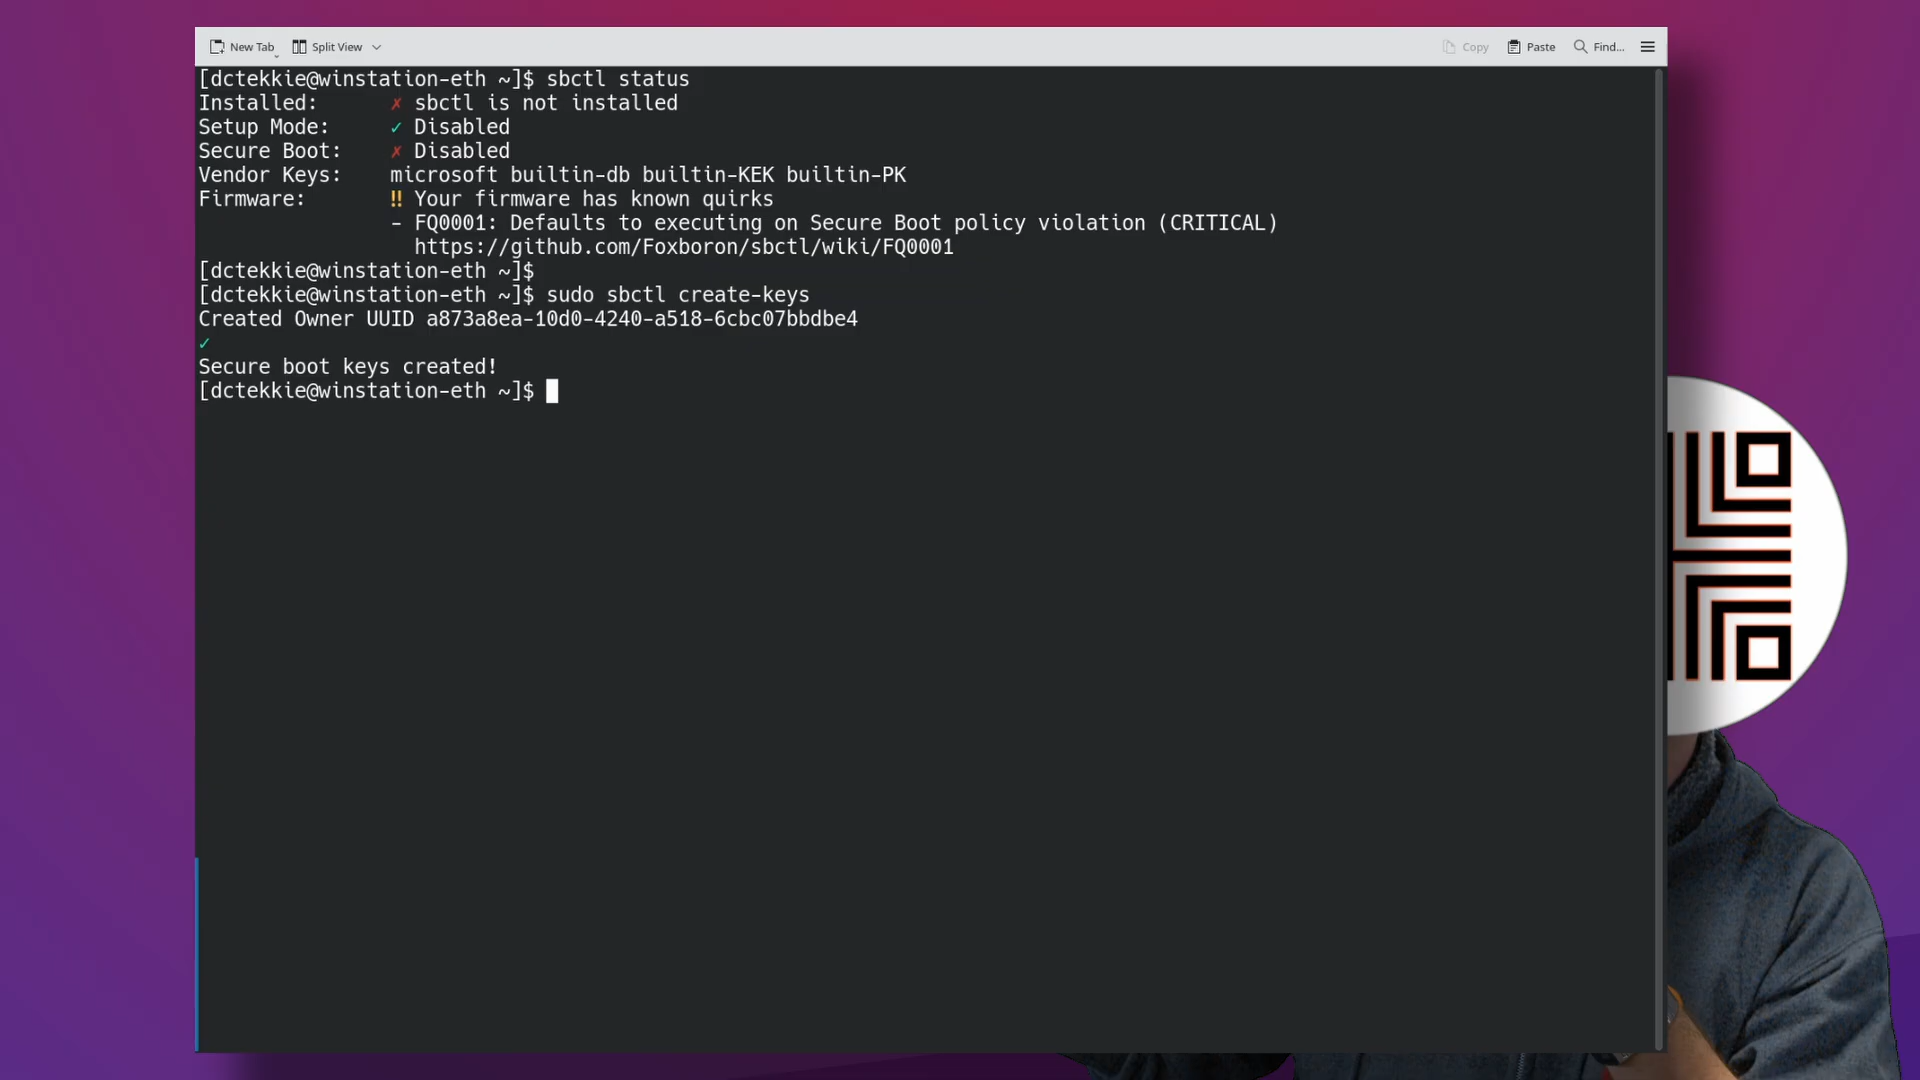 New Tab Split View Copy Paste Find...
[dctekkie@winstation-eth ~]$ sbctl status
Installed: ✗ sbctl is not installed
Setup Mode: ✓ Disabled
Secure Boot: ✗ Disabled
Vendor Keys: microsoft builtin-db builtin-KEK builtin-PK
Firmware: ‼ Your firmware has known quirks
- FQ0001: Defaults to executing on Secure Boot policy violation (CRITICAL)
https://github.com/Foxboron/sbctl/wiki/FQ0001
[dctekkie@winstation-eth ~]$
[dctekkie@winstation-eth ~]$ sudo sbctl create-keys
Created Owner UUID a873a8ea-10d0-4240-a518-6cbc07bbdbe4
✓
Secure boot keys created!
[dctekkie@winstation-eth ~]$